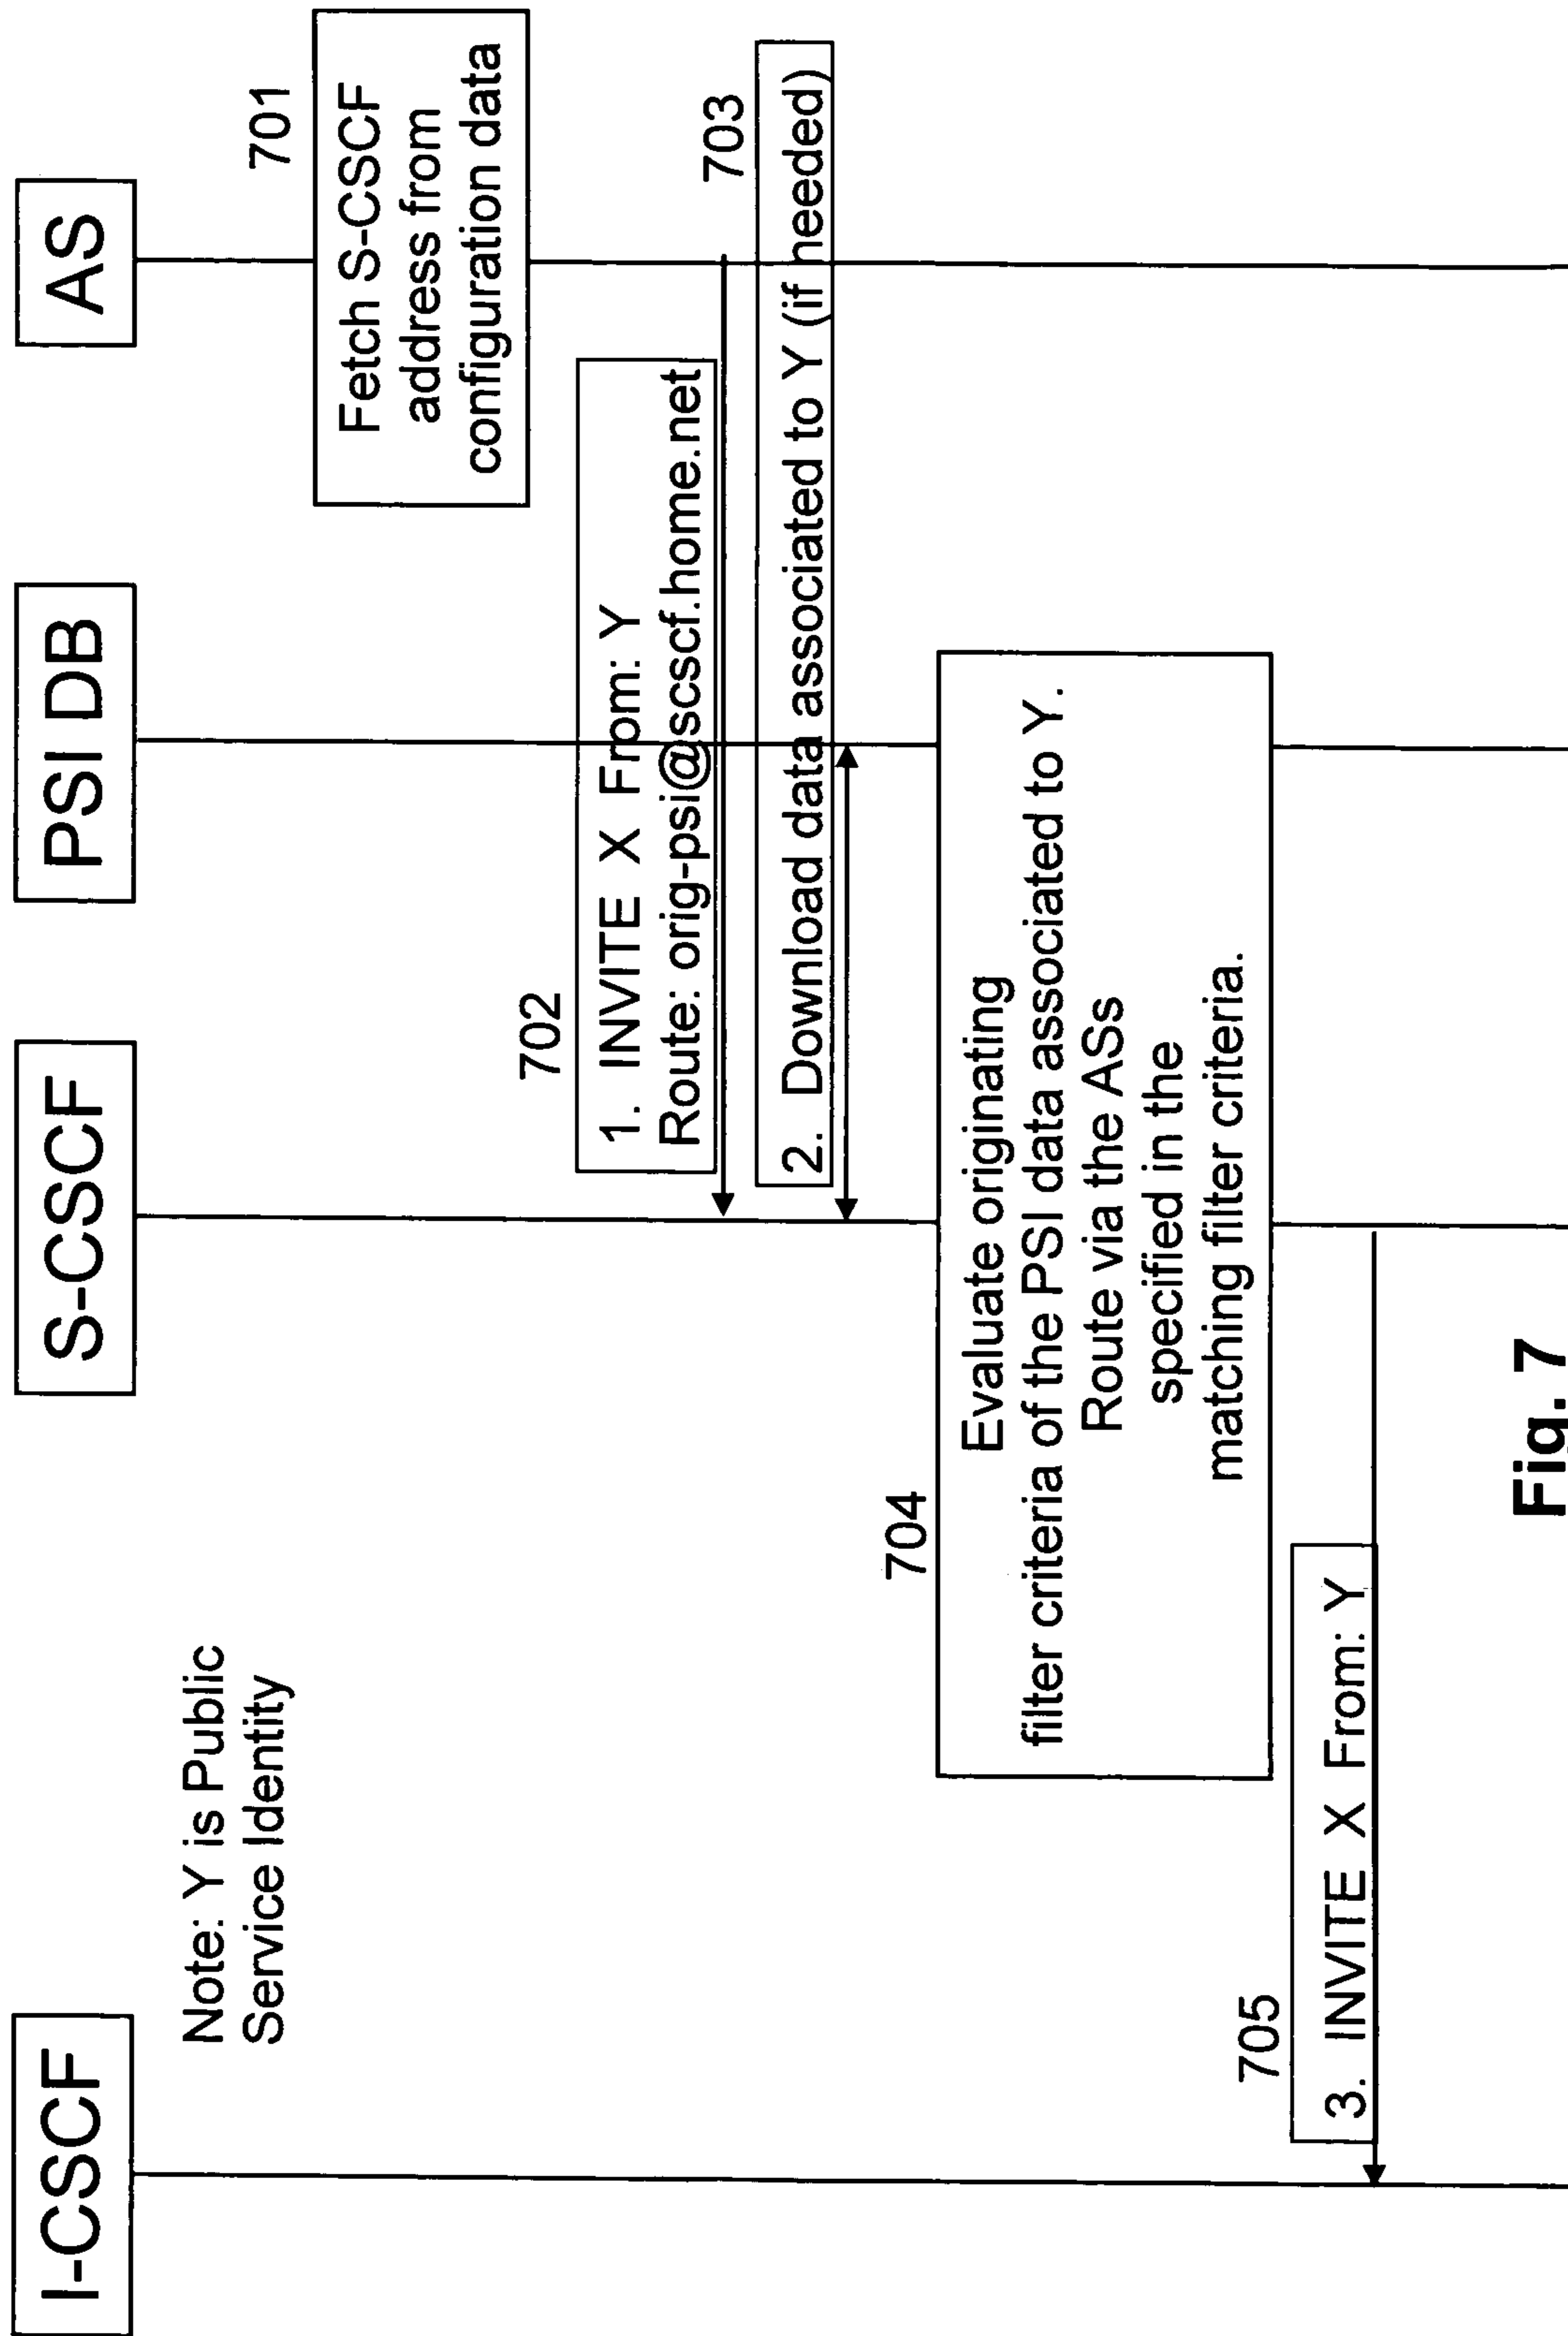 I-CSCF
S-CSCF
PSI DB
AS
Note: Y is Public
Service Identity
701
Fetch S-CSCF
address from
configuration data
702
1. INVITE X From: Y
Route: orig-psi@scscf.home.net
703
2. Download data associated to Y (if needed)
704
Evaluate originating
filter criteria of the PSI data associated to Y.
Route via the ASs
specified in the
matching filter criteria.
705
3. INVITE X From: Y
Fig. 7